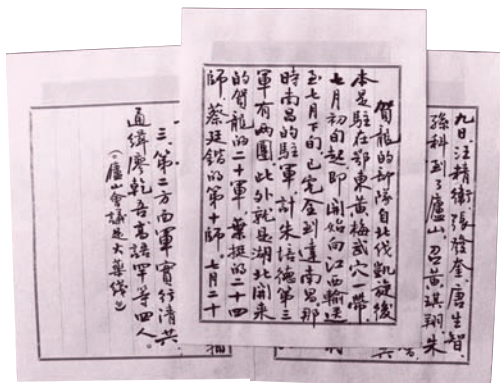 賀龍的部隊自北伐凱旋後
本是駐在鄂東黃梅武穴一帶,
七月初旬起即開始向江西輸送
至七月下旬已完全到達南昌,那
時南昌的駐軍計朱培德第三
軍有兩團此外就是湖北開來
的賀龍的二十軍 葉挺的二十四
師、蔡廷鍇的第十師。七月二十
九日汪精衛張發奎、唐生智、
孫科到了廬山,召黃琪翔朱
三、第二方面軍實行清共,
通緝廖乾吾高語罕等四人。
(廬山會議是大藥線)